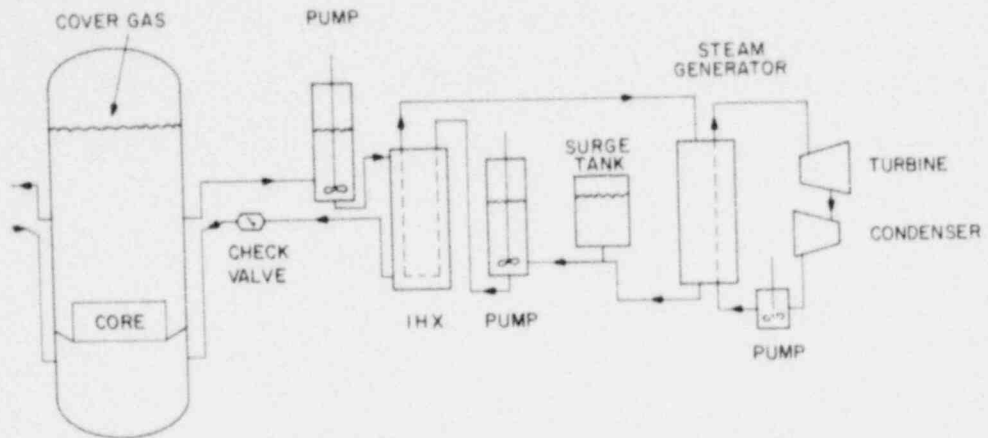 COVER GAS
PUMP
STEAM
GENERATOR
SURGE
TANK
TURBINE
CONDENSER
CHECK
VALVE
CORE
IHX
PUMP
PUMP